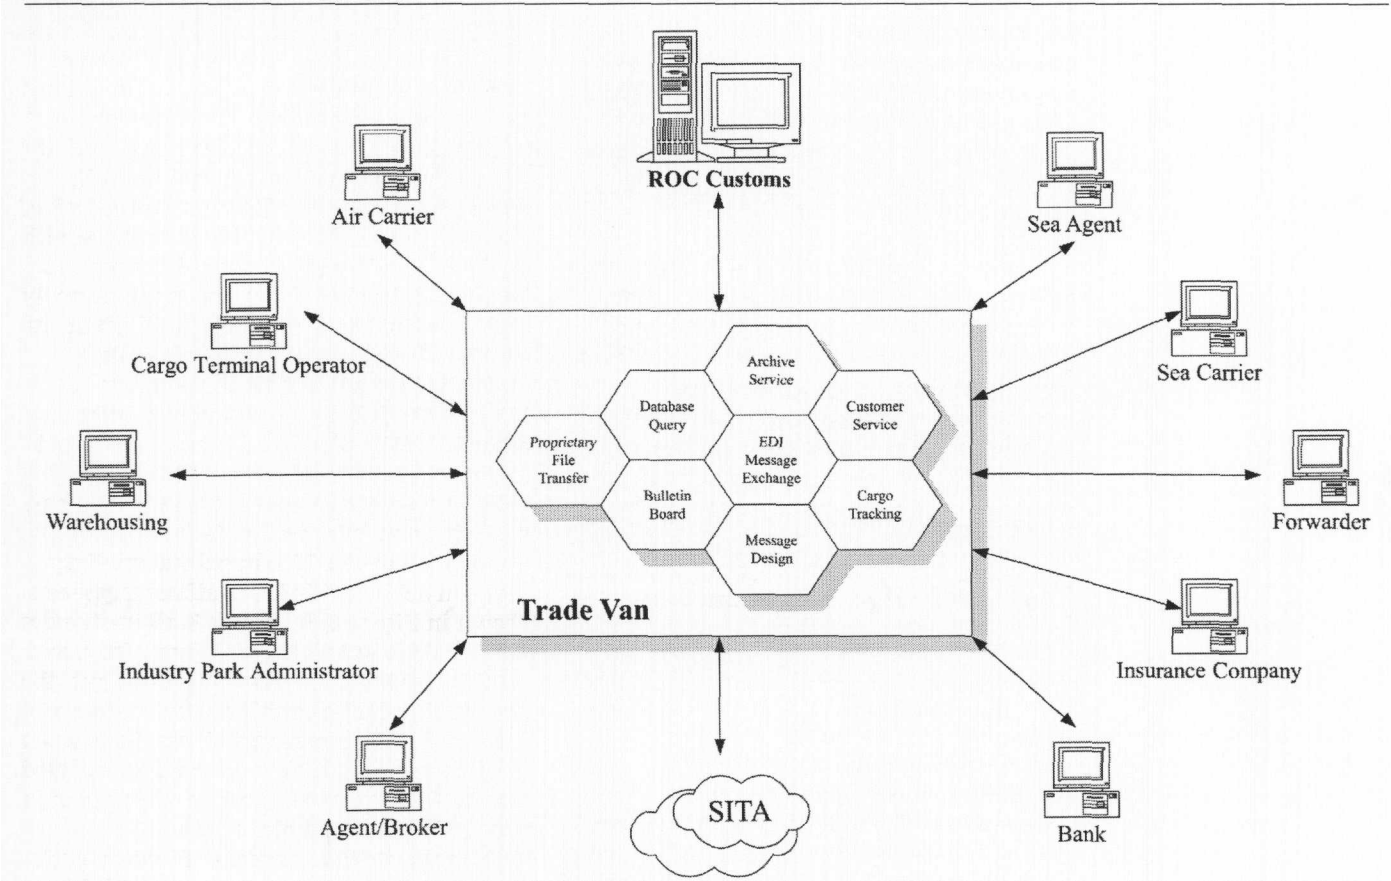 ROC Customs
Air Carrier
Sea Agent
Cargo Terminal Operator
Sea Carrier
Warehousing
Forwarder
Industry Park Administrator
Insurance Company
Agent/Broker
Bank
SITA
Archive
Service
Database
Query
Customer
Service
Proprietary
File
Transfer
EDI
Message
Exchange
Bulletin
Board
Cargo
Tracking
Message
Design
Trade Van